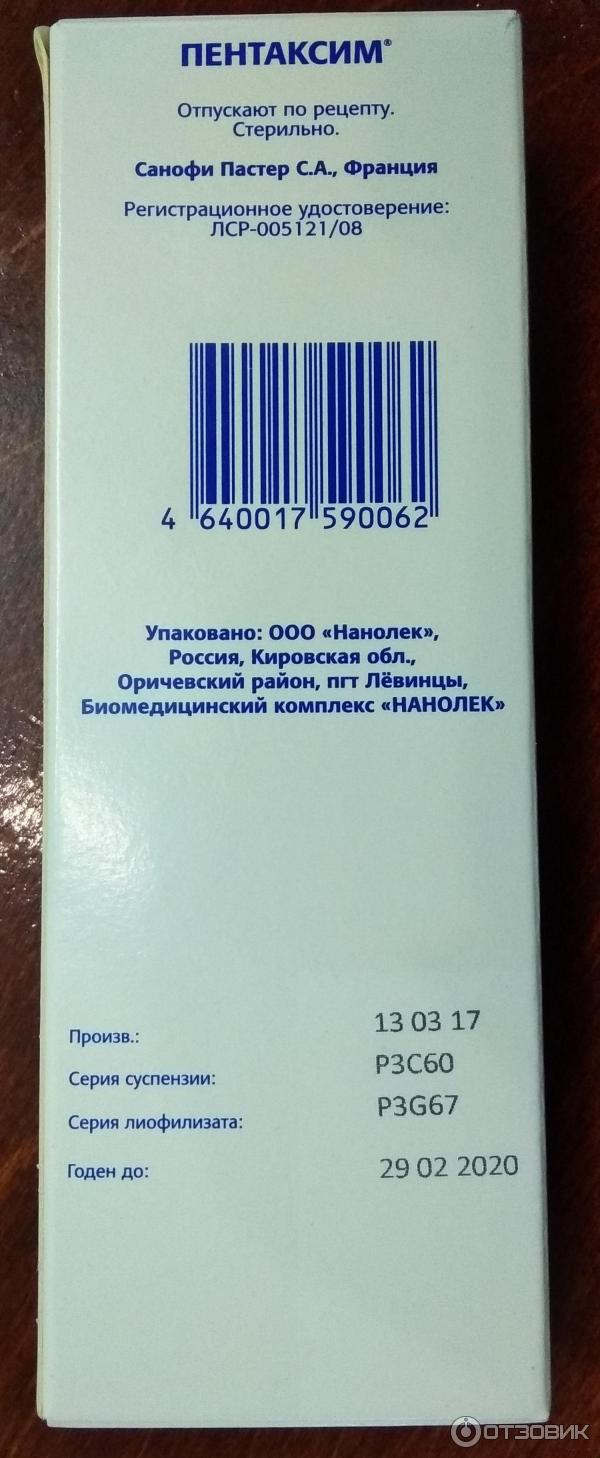 ПЕНТАКСИМ®
Отпускают по рецепту.
Стерильно.
Санофи Пастер С.А., Франция
Регистрационное удостоверение:
ЛСР-005121/08
4 640017 590062
Упаковано: ООО «Нанолек»,
Россия, Кировская обл.,
Оричевский район, пгт Лёвинцы,
Биомедицинский комплекс «НАНОЛЕК»
Произв.: 13 03 17
Серия суспензии: P3C60
Серия лиофилизата: P3G67
Годен до: 29 02 2020
ОТЗОВИК